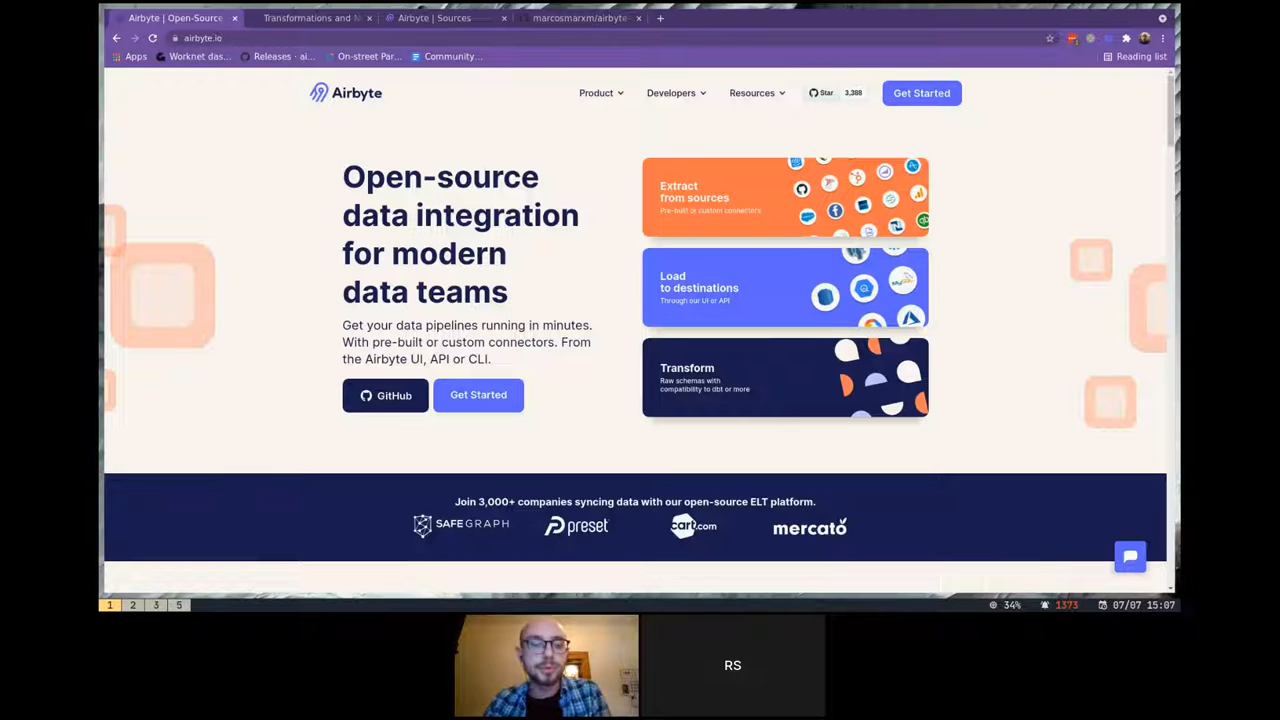 Airbyte | Open-Source
Transformations and N
Airbyte | Sources
marcosmarxm/airbyte-
airbyte.io
Apps
Worknet das...
Releases · ai...
On-street Par...
Community...
Reading list
Airbyte
Product
Developers
Resources
Star
3,388
Get Started
Open-source
data integration
for modern
data teams
Get your data pipelines running in minutes.
With pre-built or custom connectors. From
the Airbyte UI, API or CLI.
GitHub
Get Started
Extract
from sources
Pre-built or custom connectors
Load
to destinations
Through our UI or API
Transform
Raw schemas with
compatibility to dbt or more
Join 3,000+ companies syncing data with our open-source ELT platform.
SAFEGRAPH
preset
cart.com
mercato
1 2 3 5
34%
1373
07/07 15:07
RS